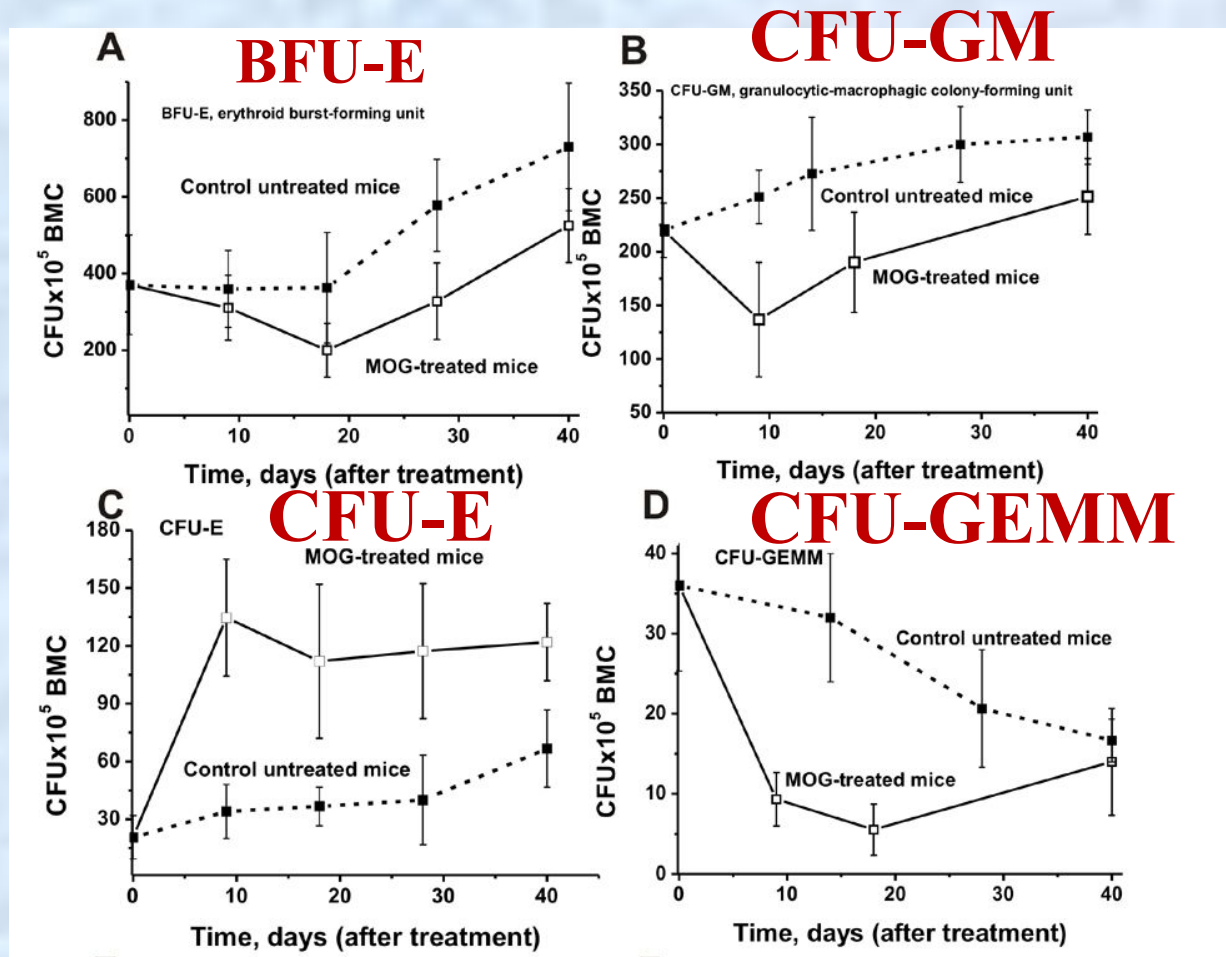 A
BFU-E
BFU-E, erythroid burst-forming unit
Control untreated mice
MOG-treated mice
CFUx10⁵ BMC
800
600
400
200
0 10 20 30 40
Time, days (after treatment)
B
CFU-GM
CFU-GM, granulocytic-macrophagic colony-forming unit
Control untreated mice
MOG-treated mice
CFUx10⁵ BMC
350
300
250
200
150
100
50
0 10 20 30 40
Time, days (after treatment)
C
CFU-E
CFU-E
MOG-treated mice
Control untreated mice
CFUx10⁵ BMC
180
150
120
90
60
30
0 10 20 30 40
Time, days (after treatment)
D
CFU-GEMM
CFU-GEMM
Control untreated mice
MOG-treated mice
CFUx10⁵ BMC
40
30
20
10
0
0 10 20 30 40
Time, days (after treatment)